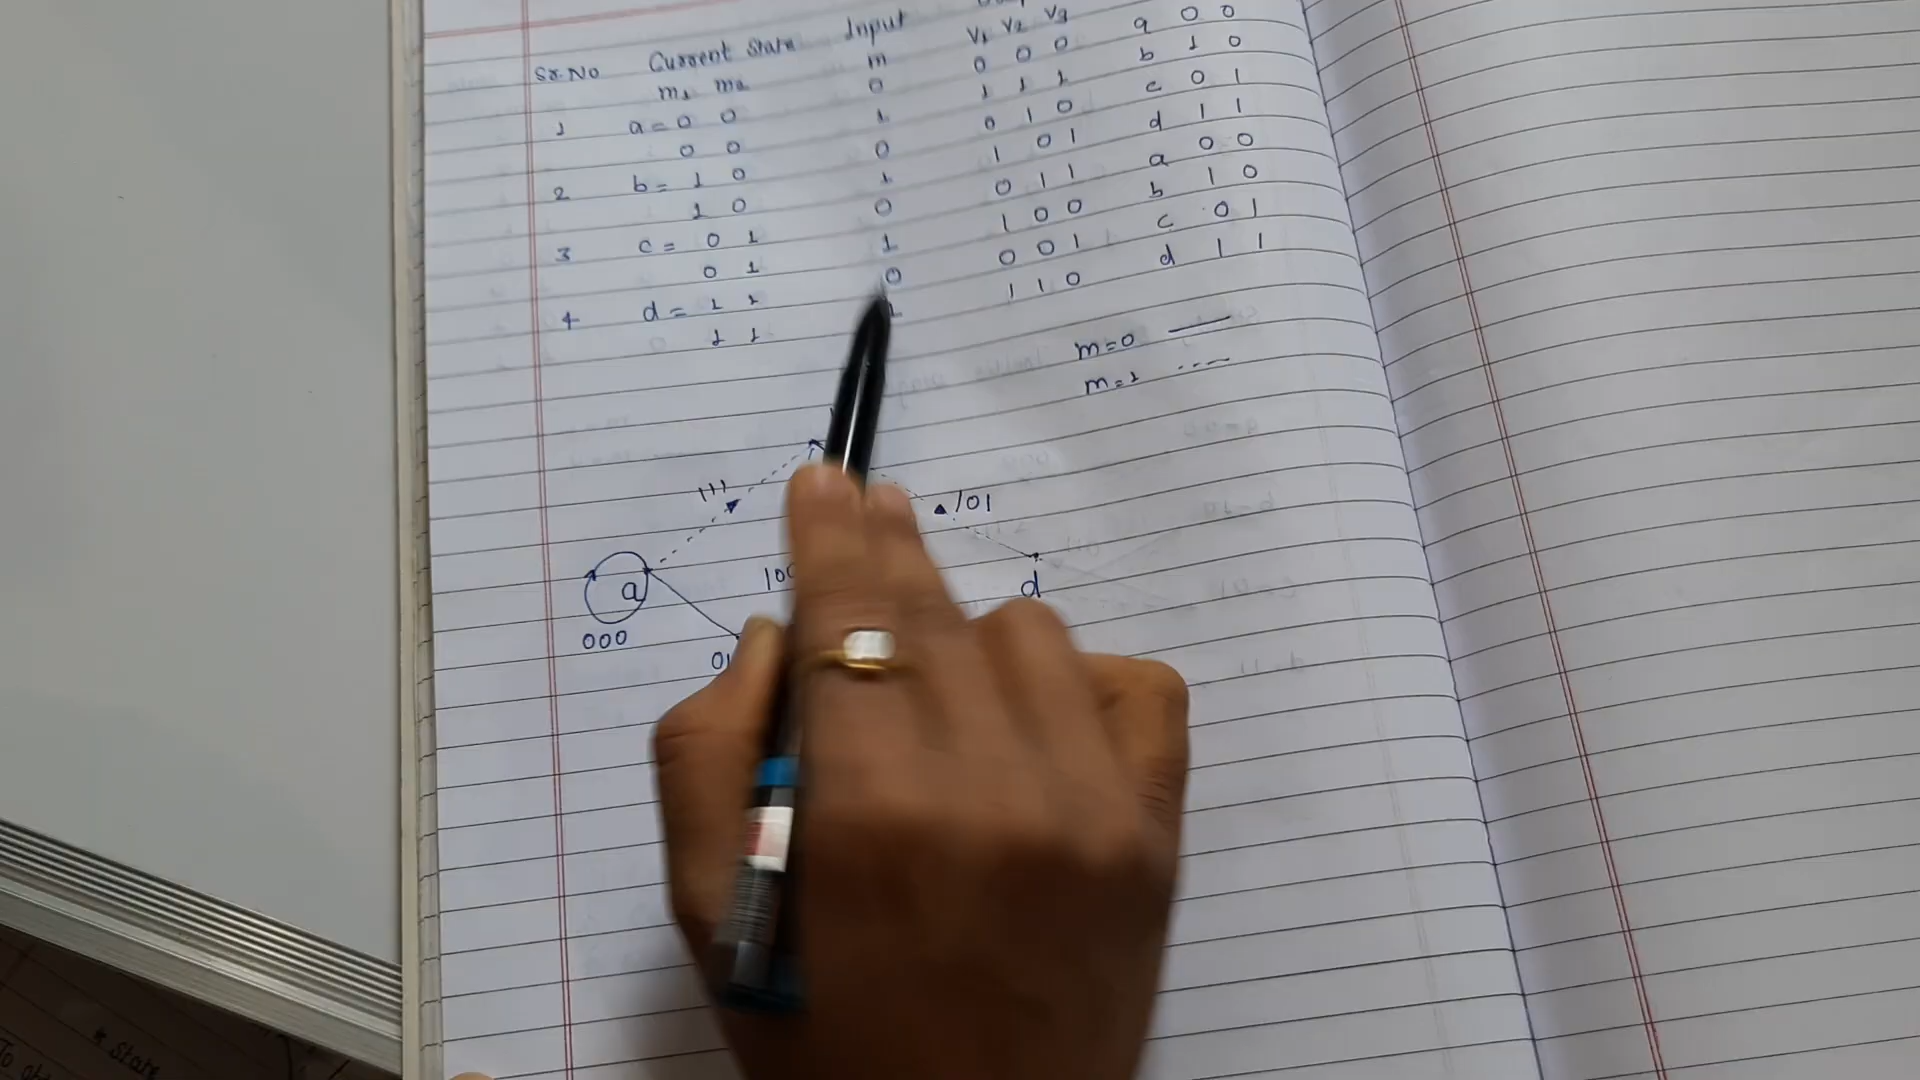 Sr.No Current State Input
m1 m2 m V1 V2 V3
1 a = 0 0 0 0 0 0 a 0 0
0 0 1 1 1 1 b 1 0
2 b = 1 0 0 0 1 0 c 0 1
1 0 1 1 0 1 d 1 1
3 c = 0 1 0 0 1 1 a 0 0
0 1 1 1 0 0 b 1 0
4 d = 1 1 0 0 0 1 c 0 1
1 1 1 1 1 0 d 1 1
m=0
m=1
111
101
a
100
d
000
01
* State
To